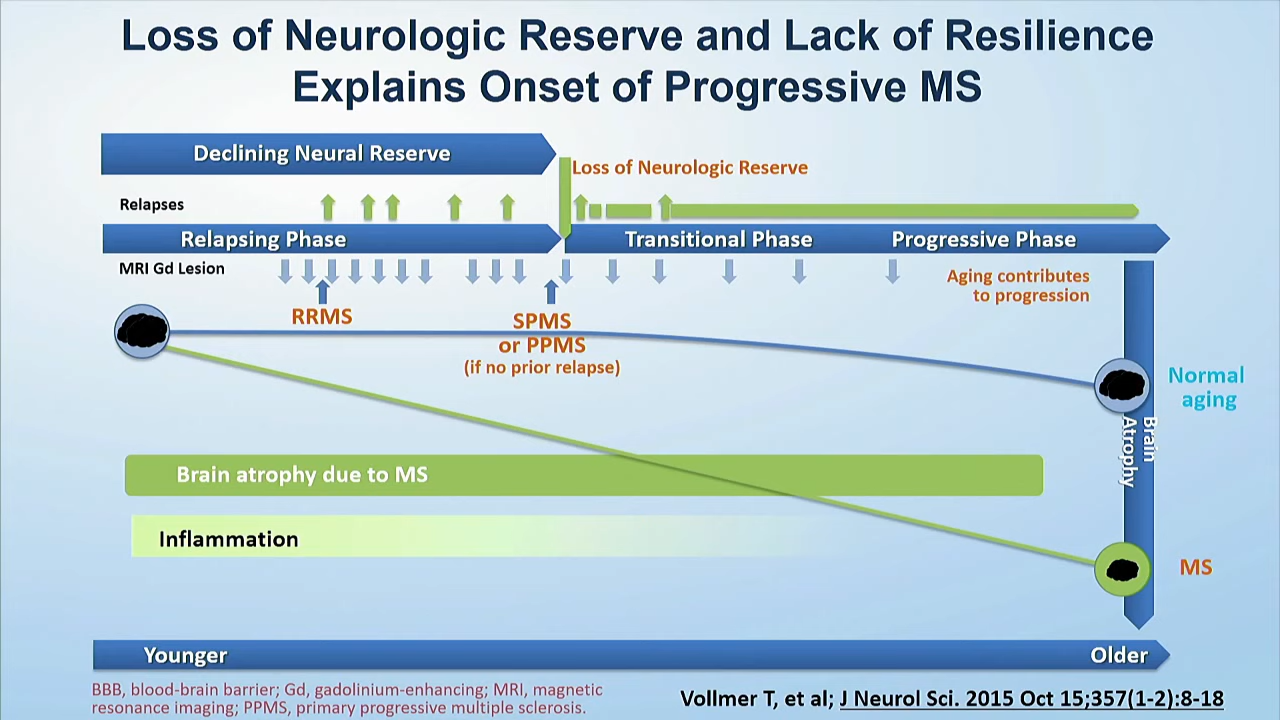 Loss of Neurologic Reserve and Lack of Resilience
Explains Onset of Progressive MS
Declining Neural Reserve
Loss of Neurologic Reserve
Relapses
Relapsing Phase
Transitional Phase
Progressive Phase
MRI Gd Lesion
Aging contributes
to progression
RRMS
SPMS
or PPMS
(if no prior relapse)
Normal
aging
Brain
Atrophy
Brain atrophy due to MS
Inflammation
MS
Younger
Older
BBB, blood-brain barrier; Gd, gadolinium-enhancing; MRI, magnetic
resonance imaging; PPMS, primary progressive multiple sclerosis.
Vollmer T, et al; J Neurol Sci. 2015 Oct 15;357(1-2):8-18